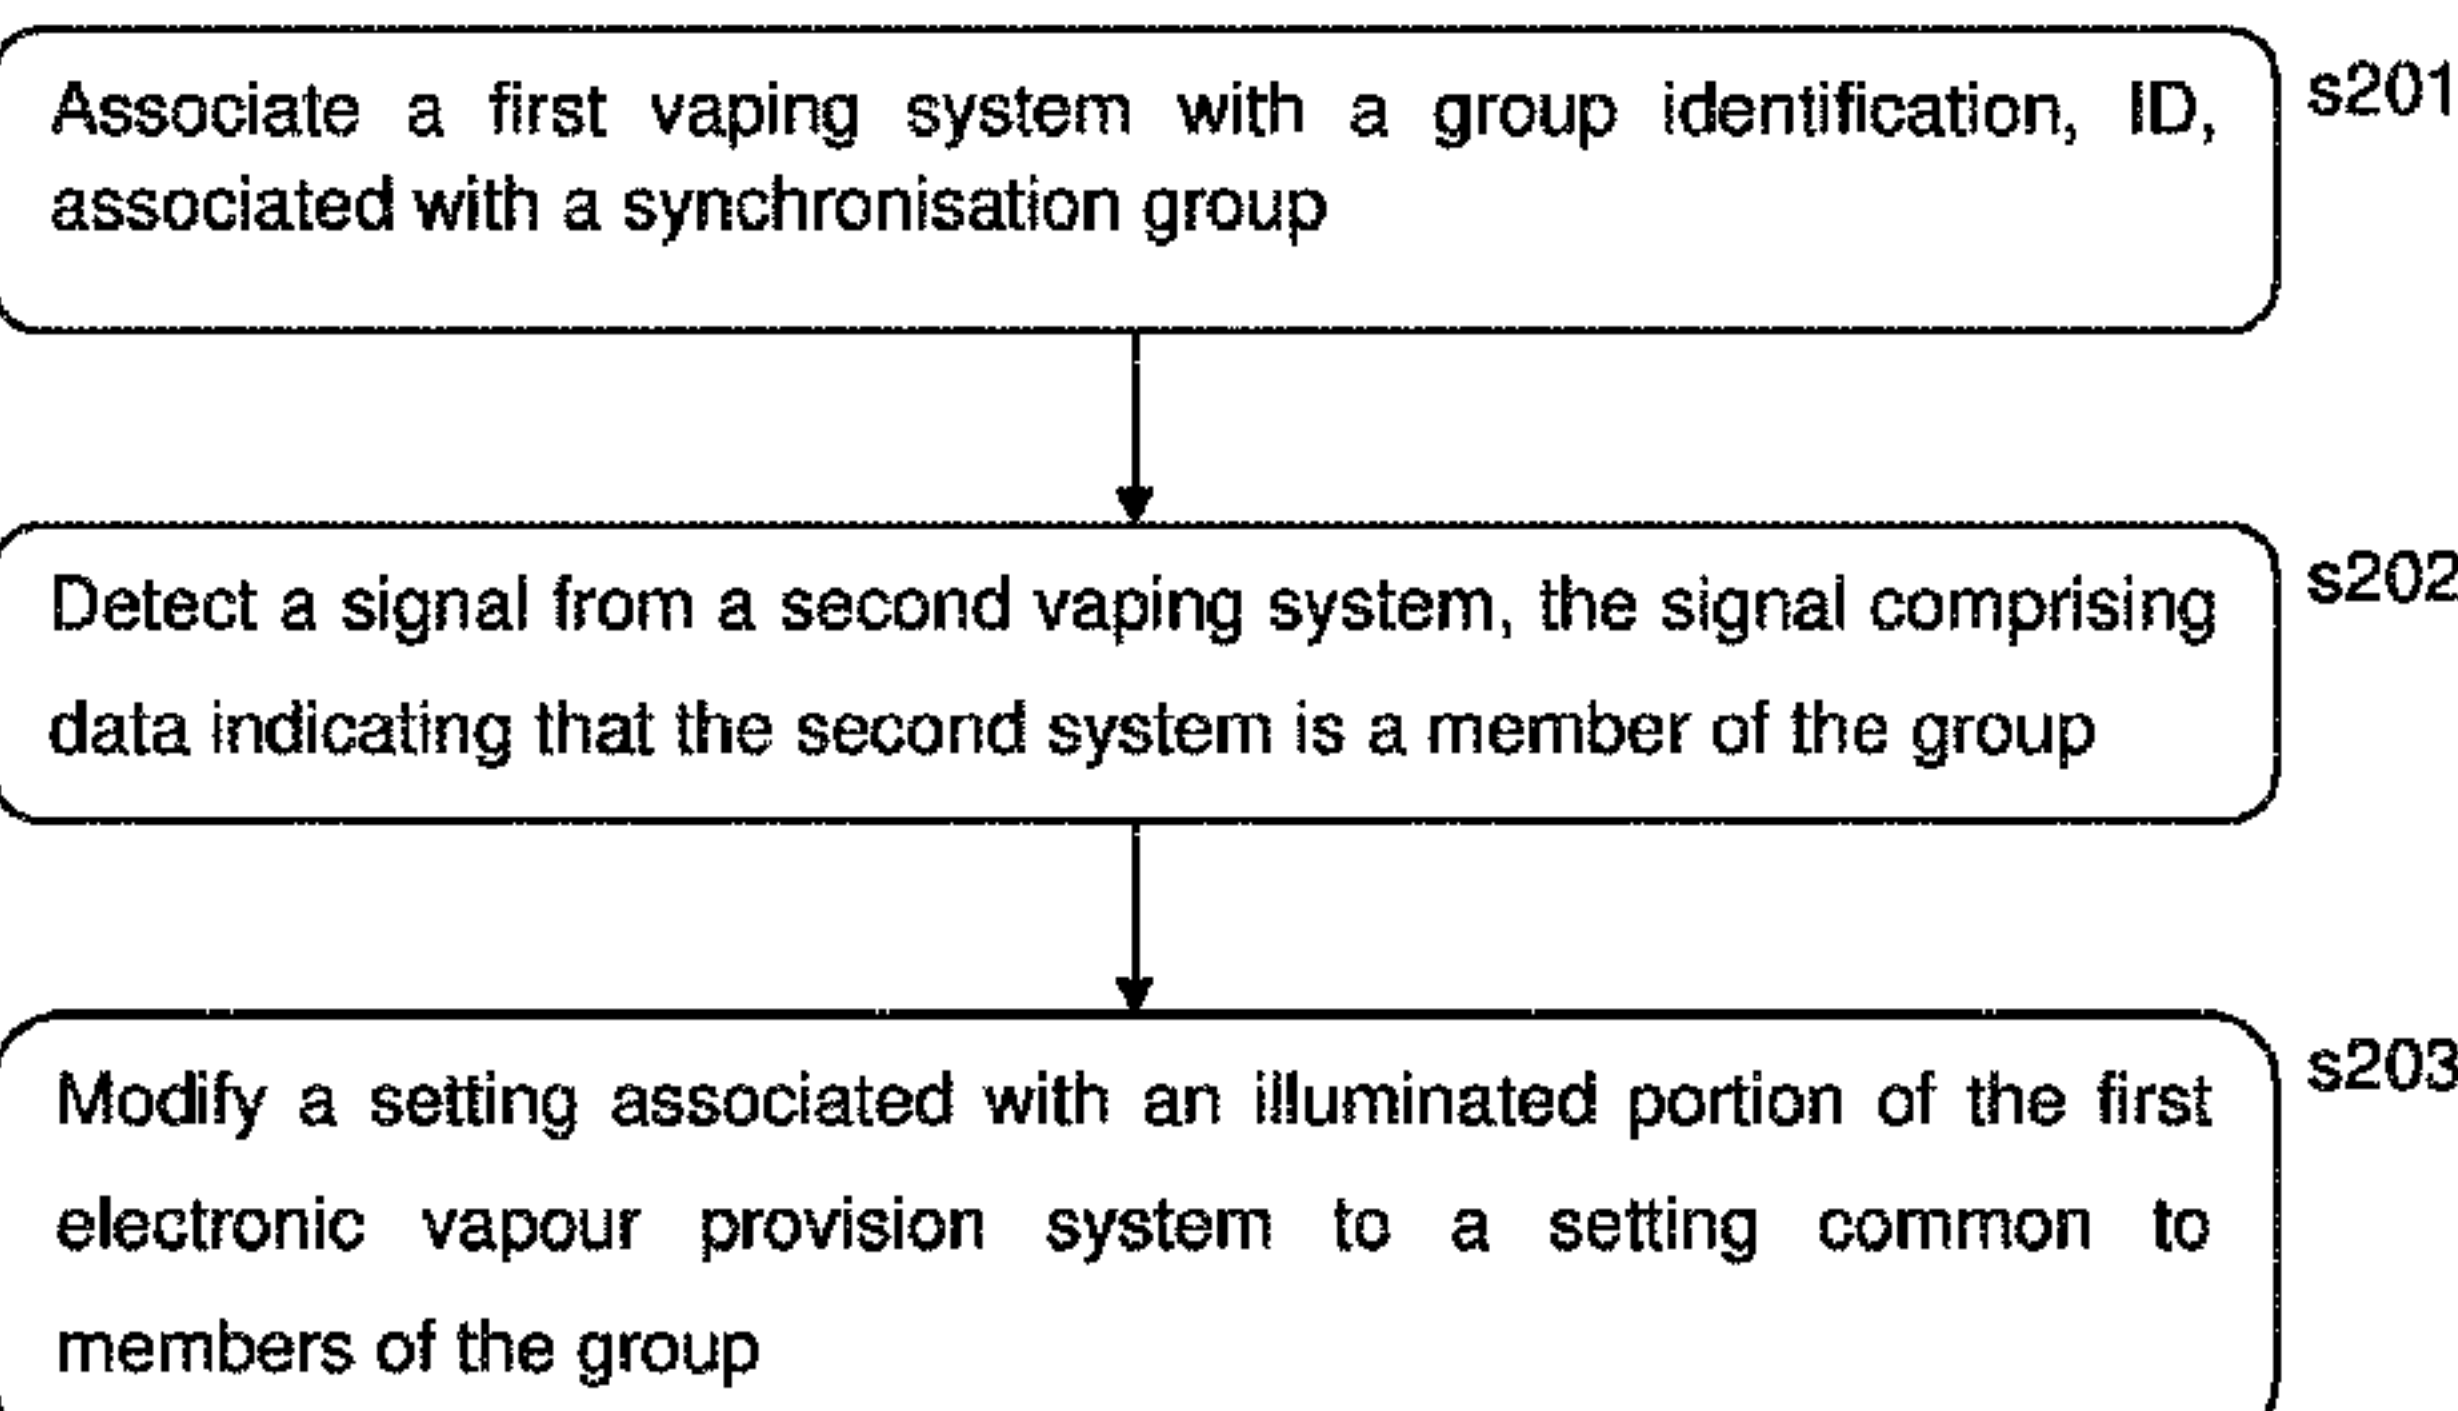 Associate a first vaping system with a group identification, ID, s201
associated with a synchronisation group
Detect a signal from a second vaping system, the signal comprising s202
data indicating that the second system is a member of the group
Modify a setting associated with an illuminated portion of the first s203
electronic vapour provision system to a setting common to
members of the group